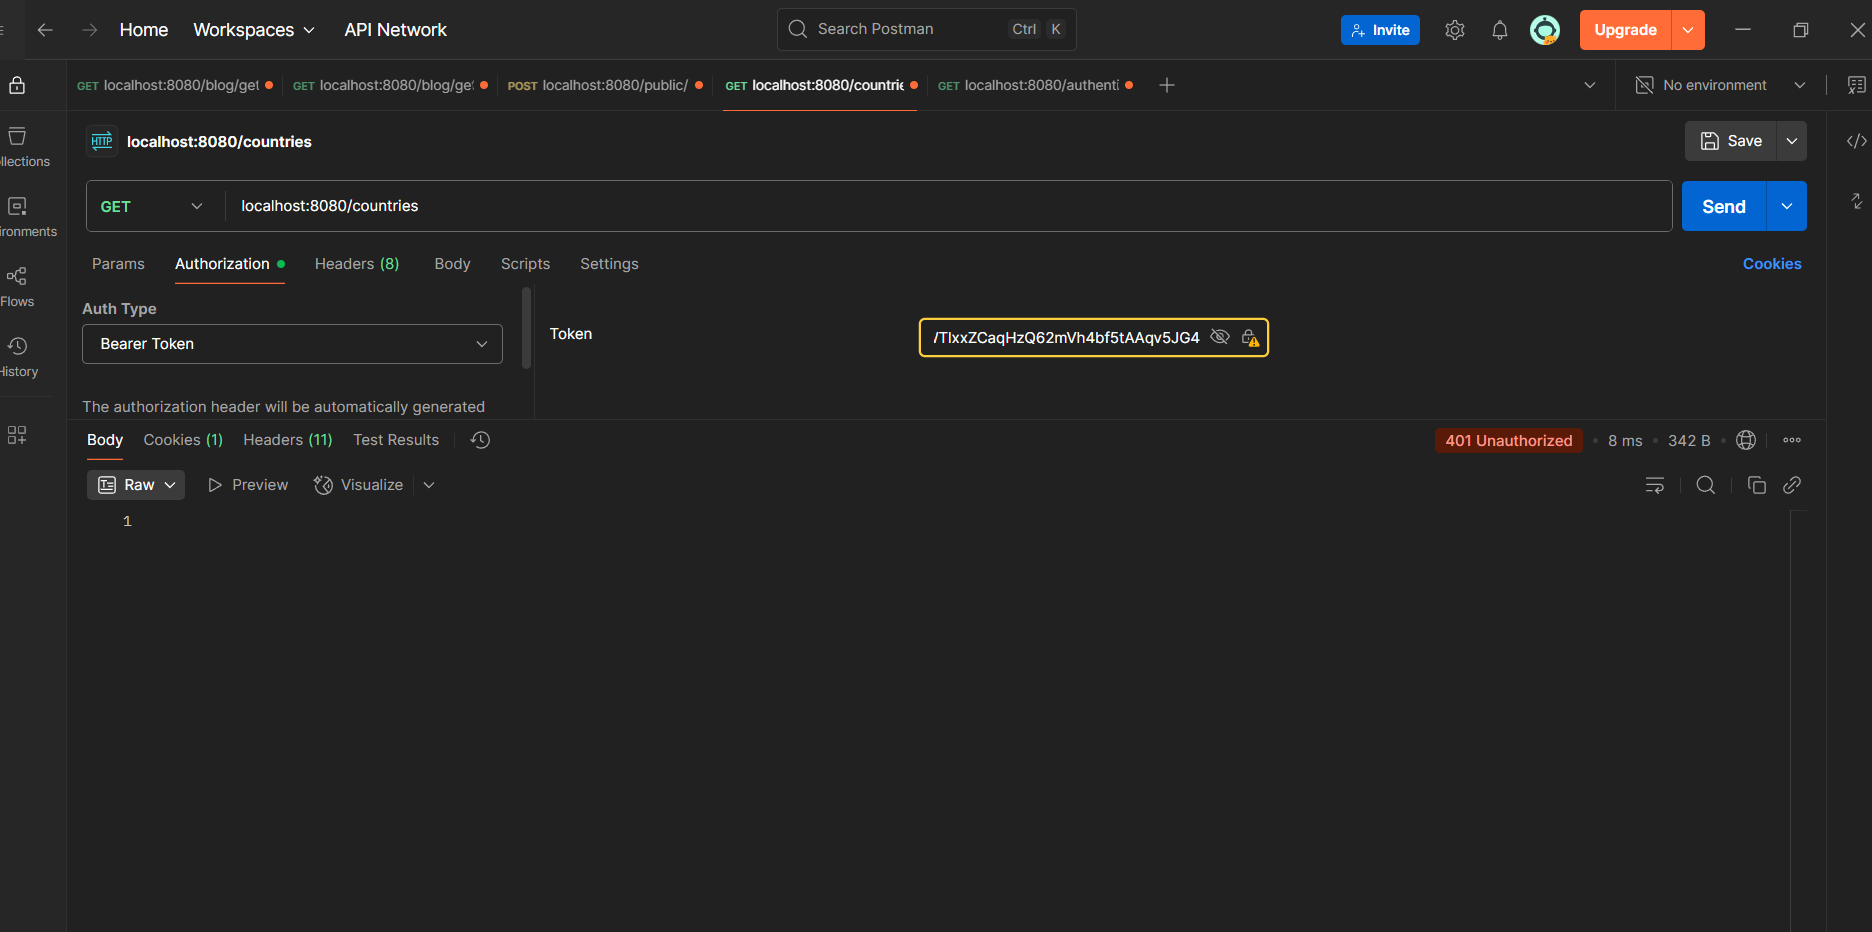 Home Workspaces API Network Search Postman Ctrl K Invite Upgrade
GET localhost:8080/blog/get GET localhost:8080/blog/ge POST localhost:8080/public/ GET localhost:8080/countrie GET localhost:8080/authenti No environment
HTTP localhost:8080/countries Save
llections
GET localhost:8080/countries Send
ironments
Params Authorization Headers (8) Body Scripts Settings Cookies
Flows
Auth Type
Token /TIxxZCaqHzQ62mVh4bf5tAAqv5JG4
Bearer Token
History
The authorization header will be automatically generated
Body Cookies (1) Headers (11) Test Results 401 Unauthorized 8 ms 342 B
Raw Preview Visualize
1